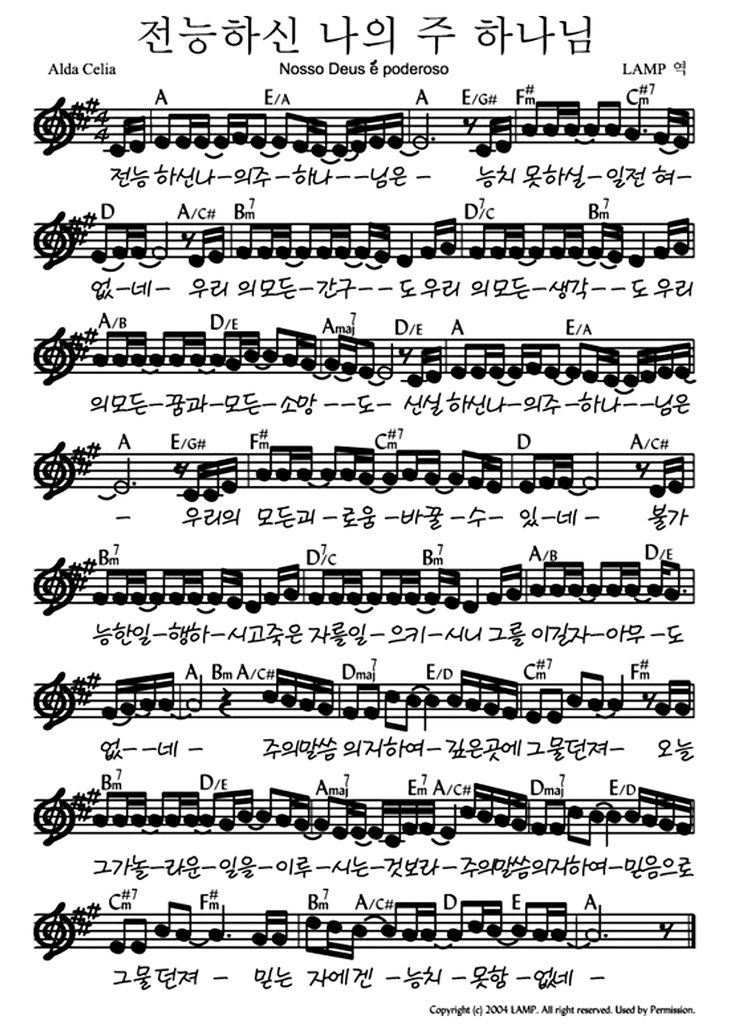 전능하신 나의 주 하나님
Alda Celia Nosso Deus é poderoso LAMP 역
A E/A A E/G# F#m C#m7
4/4
전능 하신나-의주-하나--님은- 능치 못하실-일전 혀-
D A/C# Bm7 D7/C Bm7
없-네- 우리 의모든-간구--도우리 의모든-생각--도 우리
A/B D/E Amaj7 D/E A E/A
의모든-꿈과-모든-소망--도- 신실 하신나-의주-하나-님은
A E/G# F#m C#m7 D A/C#
- 우리의 모든괴-로움-바꿀-수-있-네- 불가
Bm7 D7/C Bm7 A/B D/E
능한일-행하-시고죽은 자를일-으키-시니 그를 이길자-아무-도
A Bm A/C# Dmaj7 E/D C#m7 F#m
없--네- 주의말씀 의지하여-깊은곳에 그물던져- 오늘
Bm7 D/E Amaj7 Em7 A/C# Dmaj7 E/D
그가놀-라운-일을-이루-시는-것보라-주의말씀의지하여-믿음으로
C#m7 F#m Bm7 A/C# D E A
그물던져- 믿는 자에겐-능치-못함-없네-
Copyright (c) 2004 LAMP. All right reserved. Used by Permission.